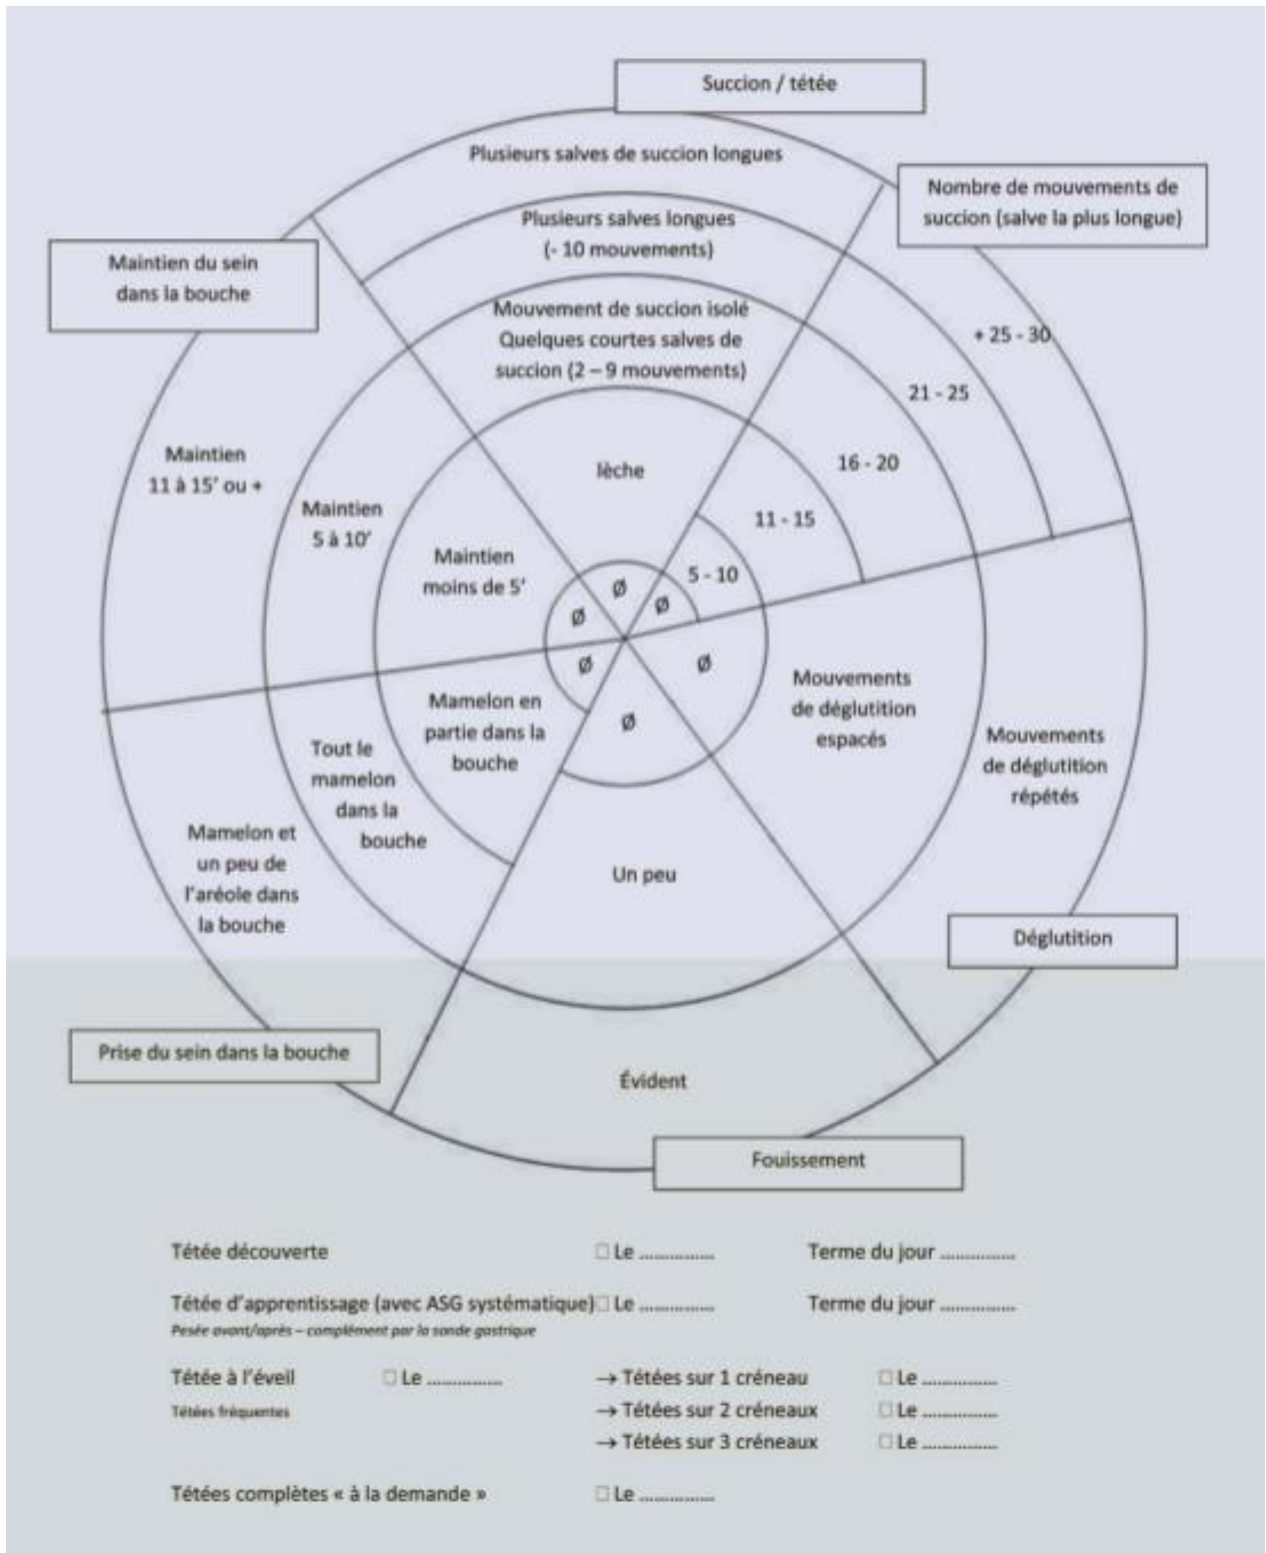 Succion / tétée
Plusieurs salves de succion longues
Plusieurs salves longues
(- 10 mouvements)
Mouvement de succion isolé
Quelques courtes salves de
succion (2 – 9 mouvements)
lèche
Ø
Nombre de mouvements de
succion (salve la plus longue)
+ 25 - 30
21 - 25
16 - 20
11 - 15
5 - 10
Ø
Maintien du sein
dans la bouche
Maintien
11 à 15’ ou +
Maintien
5 à 10’
Maintien
moins de 5’
Ø
Ø
Mamelon en
partie dans la
bouche
Tout le
mamelon
dans la
bouche
Mamelon et
un peu de
l’aréole dans
la bouche
Prise du sein dans la bouche
Ø
Mouvements
de déglutition
espacés
Mouvements
de déglutition
répétés
Déglutition
Ø
Un peu
Évident
Fouissement
Tétée découverte □ Le ............... Terme du jour ...............
Tétée d’apprentissage (avec ASG systématique) □ Le ............... Terme du jour ...............
Pesée avant/après – complément par la sonde gastrique
Tétée à l’éveil □ Le ............... → Tétées sur 1 créneau □ Le ...............
Tétées fréquentes → Tétées sur 2 créneaux □ Le ...............
→ Tétées sur 3 créneaux □ Le ...............
Tétées complètes « à la demande » □ Le ...............